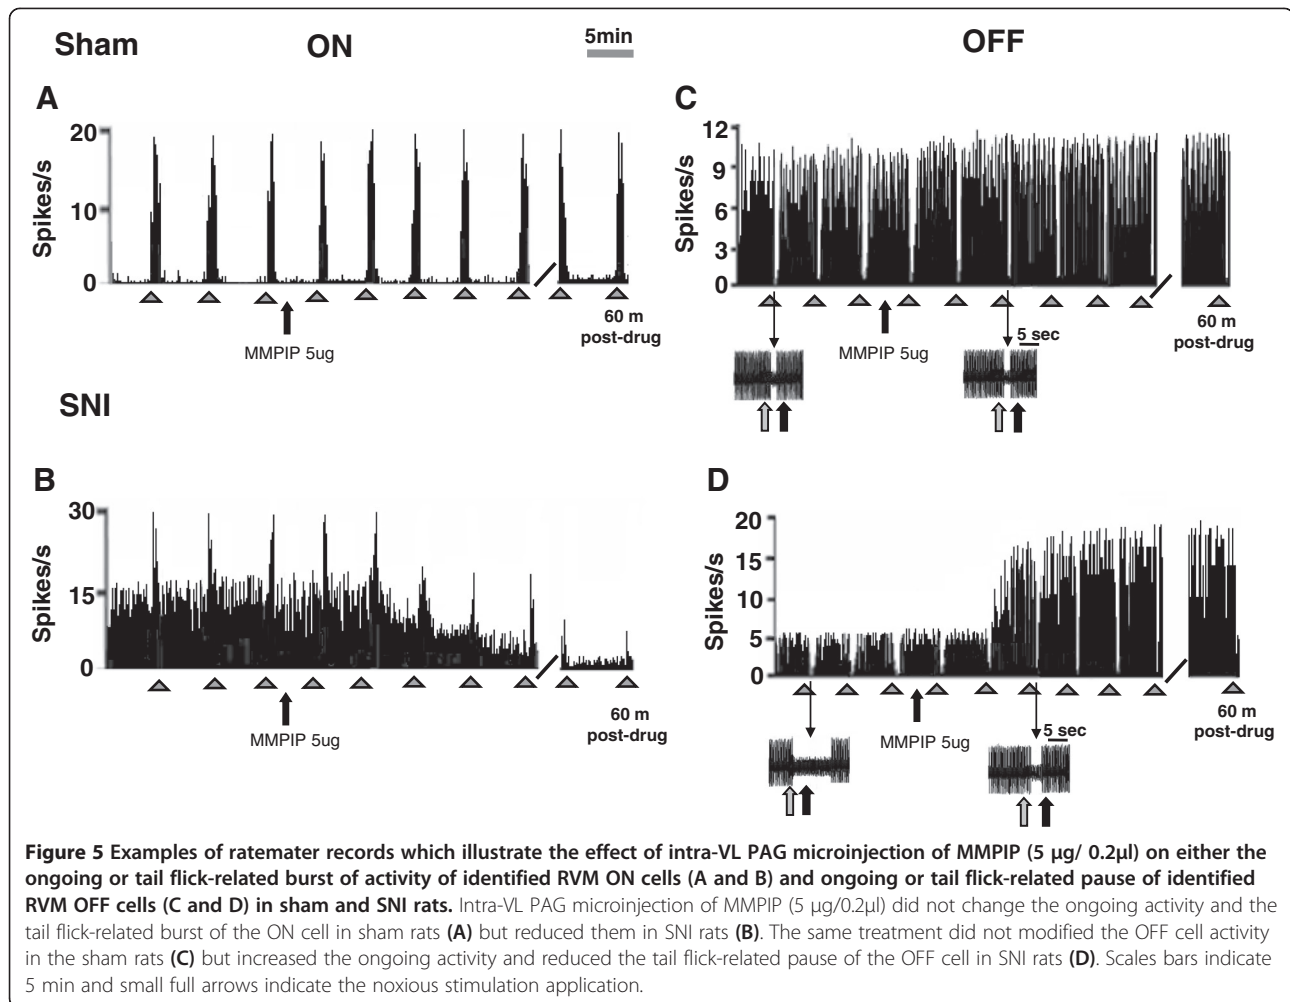 Sham
ON
5min
OFF
A
20
10
0
Spikes/s
MMPIP 5ug
60 m
post-drug
C
12
9
6
3
0
Spikes/s
MMPIP 5ug
5 sec
60 m
post-drug
SNI
B
30
15
0
Spikes/s
MMPIP 5ug
60 m
post-drug
D
20
15
10
5
0
Spikes/s
MMPIP 5ug
5 sec
60 m
post-drug
Figure 5 Examples of ratemater records which illustrate the effect of intra-VL PAG microinjection of MMPIP (5 µg/ 0.2µl) on either the
ongoing or tail flick-related burst of activity of identified RVM ON cells (A and B) and ongoing or tail flick-related pause of identified
RVM OFF cells (C and D) in sham and SNI rats. Intra-VL PAG microinjection of MMPIP (5 µg/0.2µl) did not change the ongoing activity and the
tail flick-related burst of the ON cell in sham rats (A) but reduced them in SNI rats (B). The same treatment did not modified the OFF cell activity
in the sham rats (C) but increased the ongoing activity and reduced the tail flick-related pause of the OFF cell in SNI rats (D). Scales bars indicate
5 min and small full arrows indicate the noxious stimulation application.